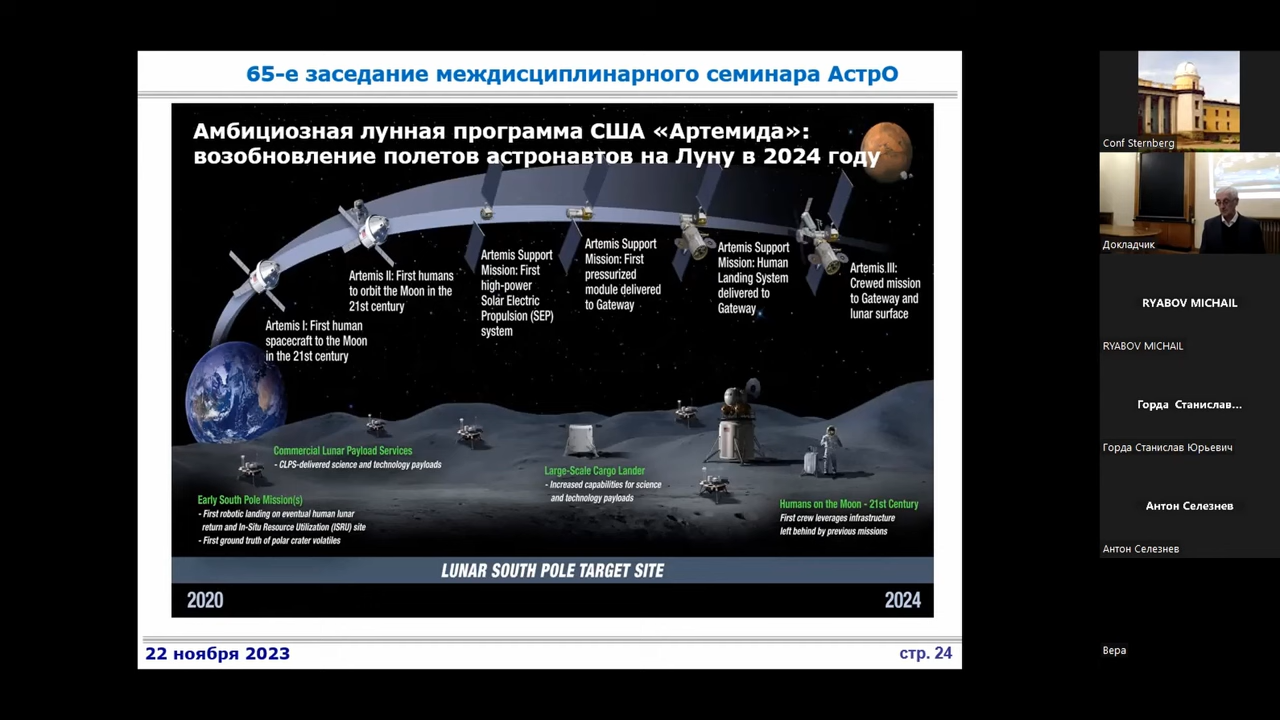 65-е заседание междисциплинарного семинара АстрО
Амбициозная лунная программа США «Артемида»:
возобновление полетов астронавтов на Луну в 2024 году
Artemis I: First human
spacecraft to the Moon
in the 21st century
Artemis II: First humans
to orbit the Moon in the
21st century
Artemis Support
Mission: First
high-power
Solar Electric
Propulsion (SEP)
system
Artemis Support
Mission: First
pressurized
module delivered
to Gateway
Artemis Support
Mission: Human
Landing System
delivered to
Gateway
Artemis III:
Crewed mission
to Gateway and
lunar surface
Commercial Lunar Payload Services
- CLPS-delivered science and technology payloads
Early South Pole Mission(s)
- First robotic landing on eventual human lunar
return and In-Situ Resource Utilization (ISRU) site
- First ground truth of polar crater volatiles
Large-Scale Cargo Lander
- Increased capabilities for science
and technology payloads
Humans on the Moon - 21st Century
First crew leverages infrastructure
left behind by previous missions
LUNAR SOUTH POLE TARGET SITE
2020
2024
22 ноября 2023
стр. 24
Conf Sternberg
Докладчик
RYABOV MICHAIL
RYABOV MICHAIL
Горда Станислав...
Горда Станислав Юрьевич
Антон Селезнев
Антон Селезнев
Вера